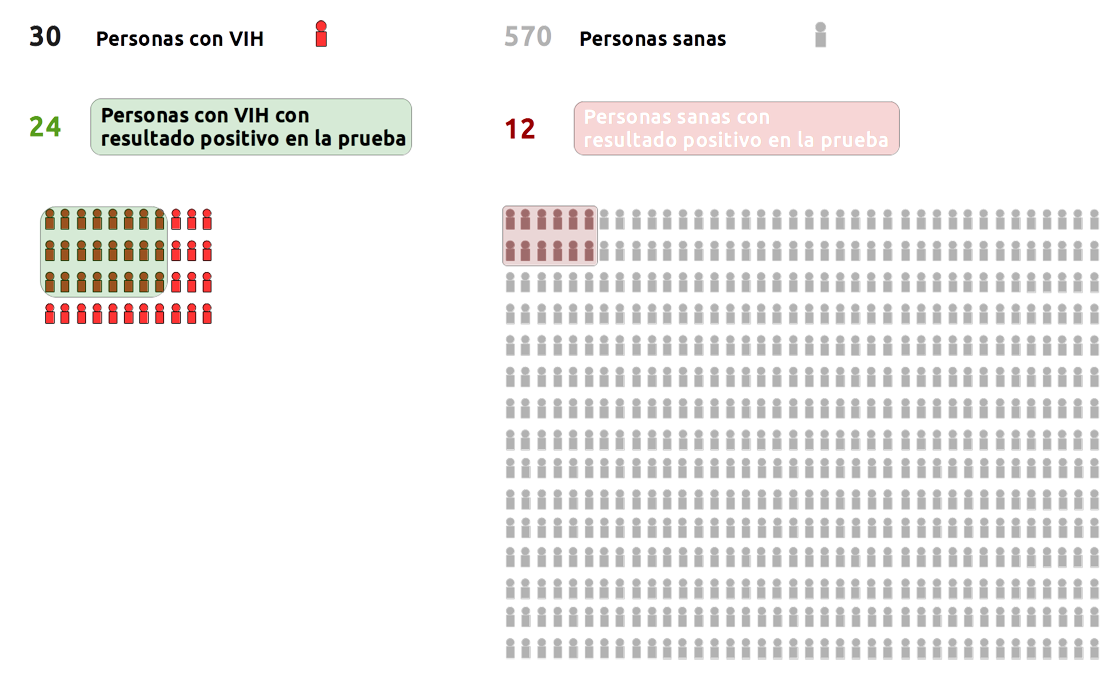 30 Personas con VIH
570 Personas sanas
24
Personas con VIH con
resultado positivo en la prueba
12
Personas sanas con
resultado positivo en la prueba